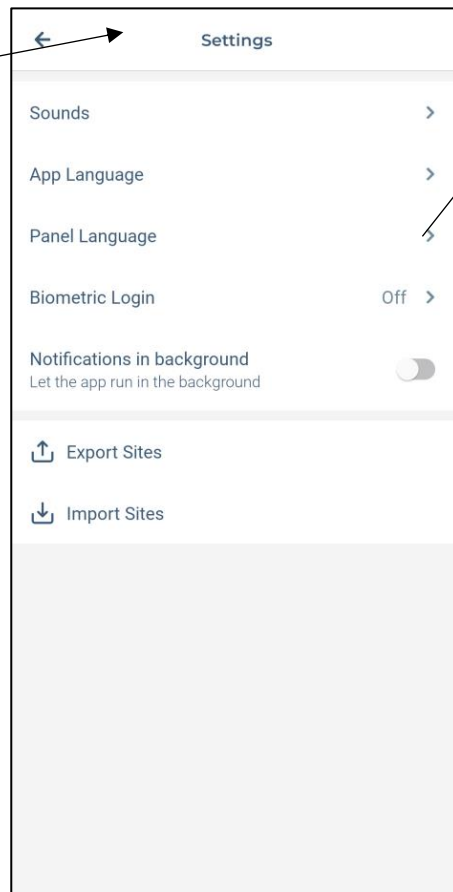 Settings
Sounds
App Language
Panel Language
Biometric Login Off
Notifications in background
Let the app run in the background
Export Sites
Import Sites